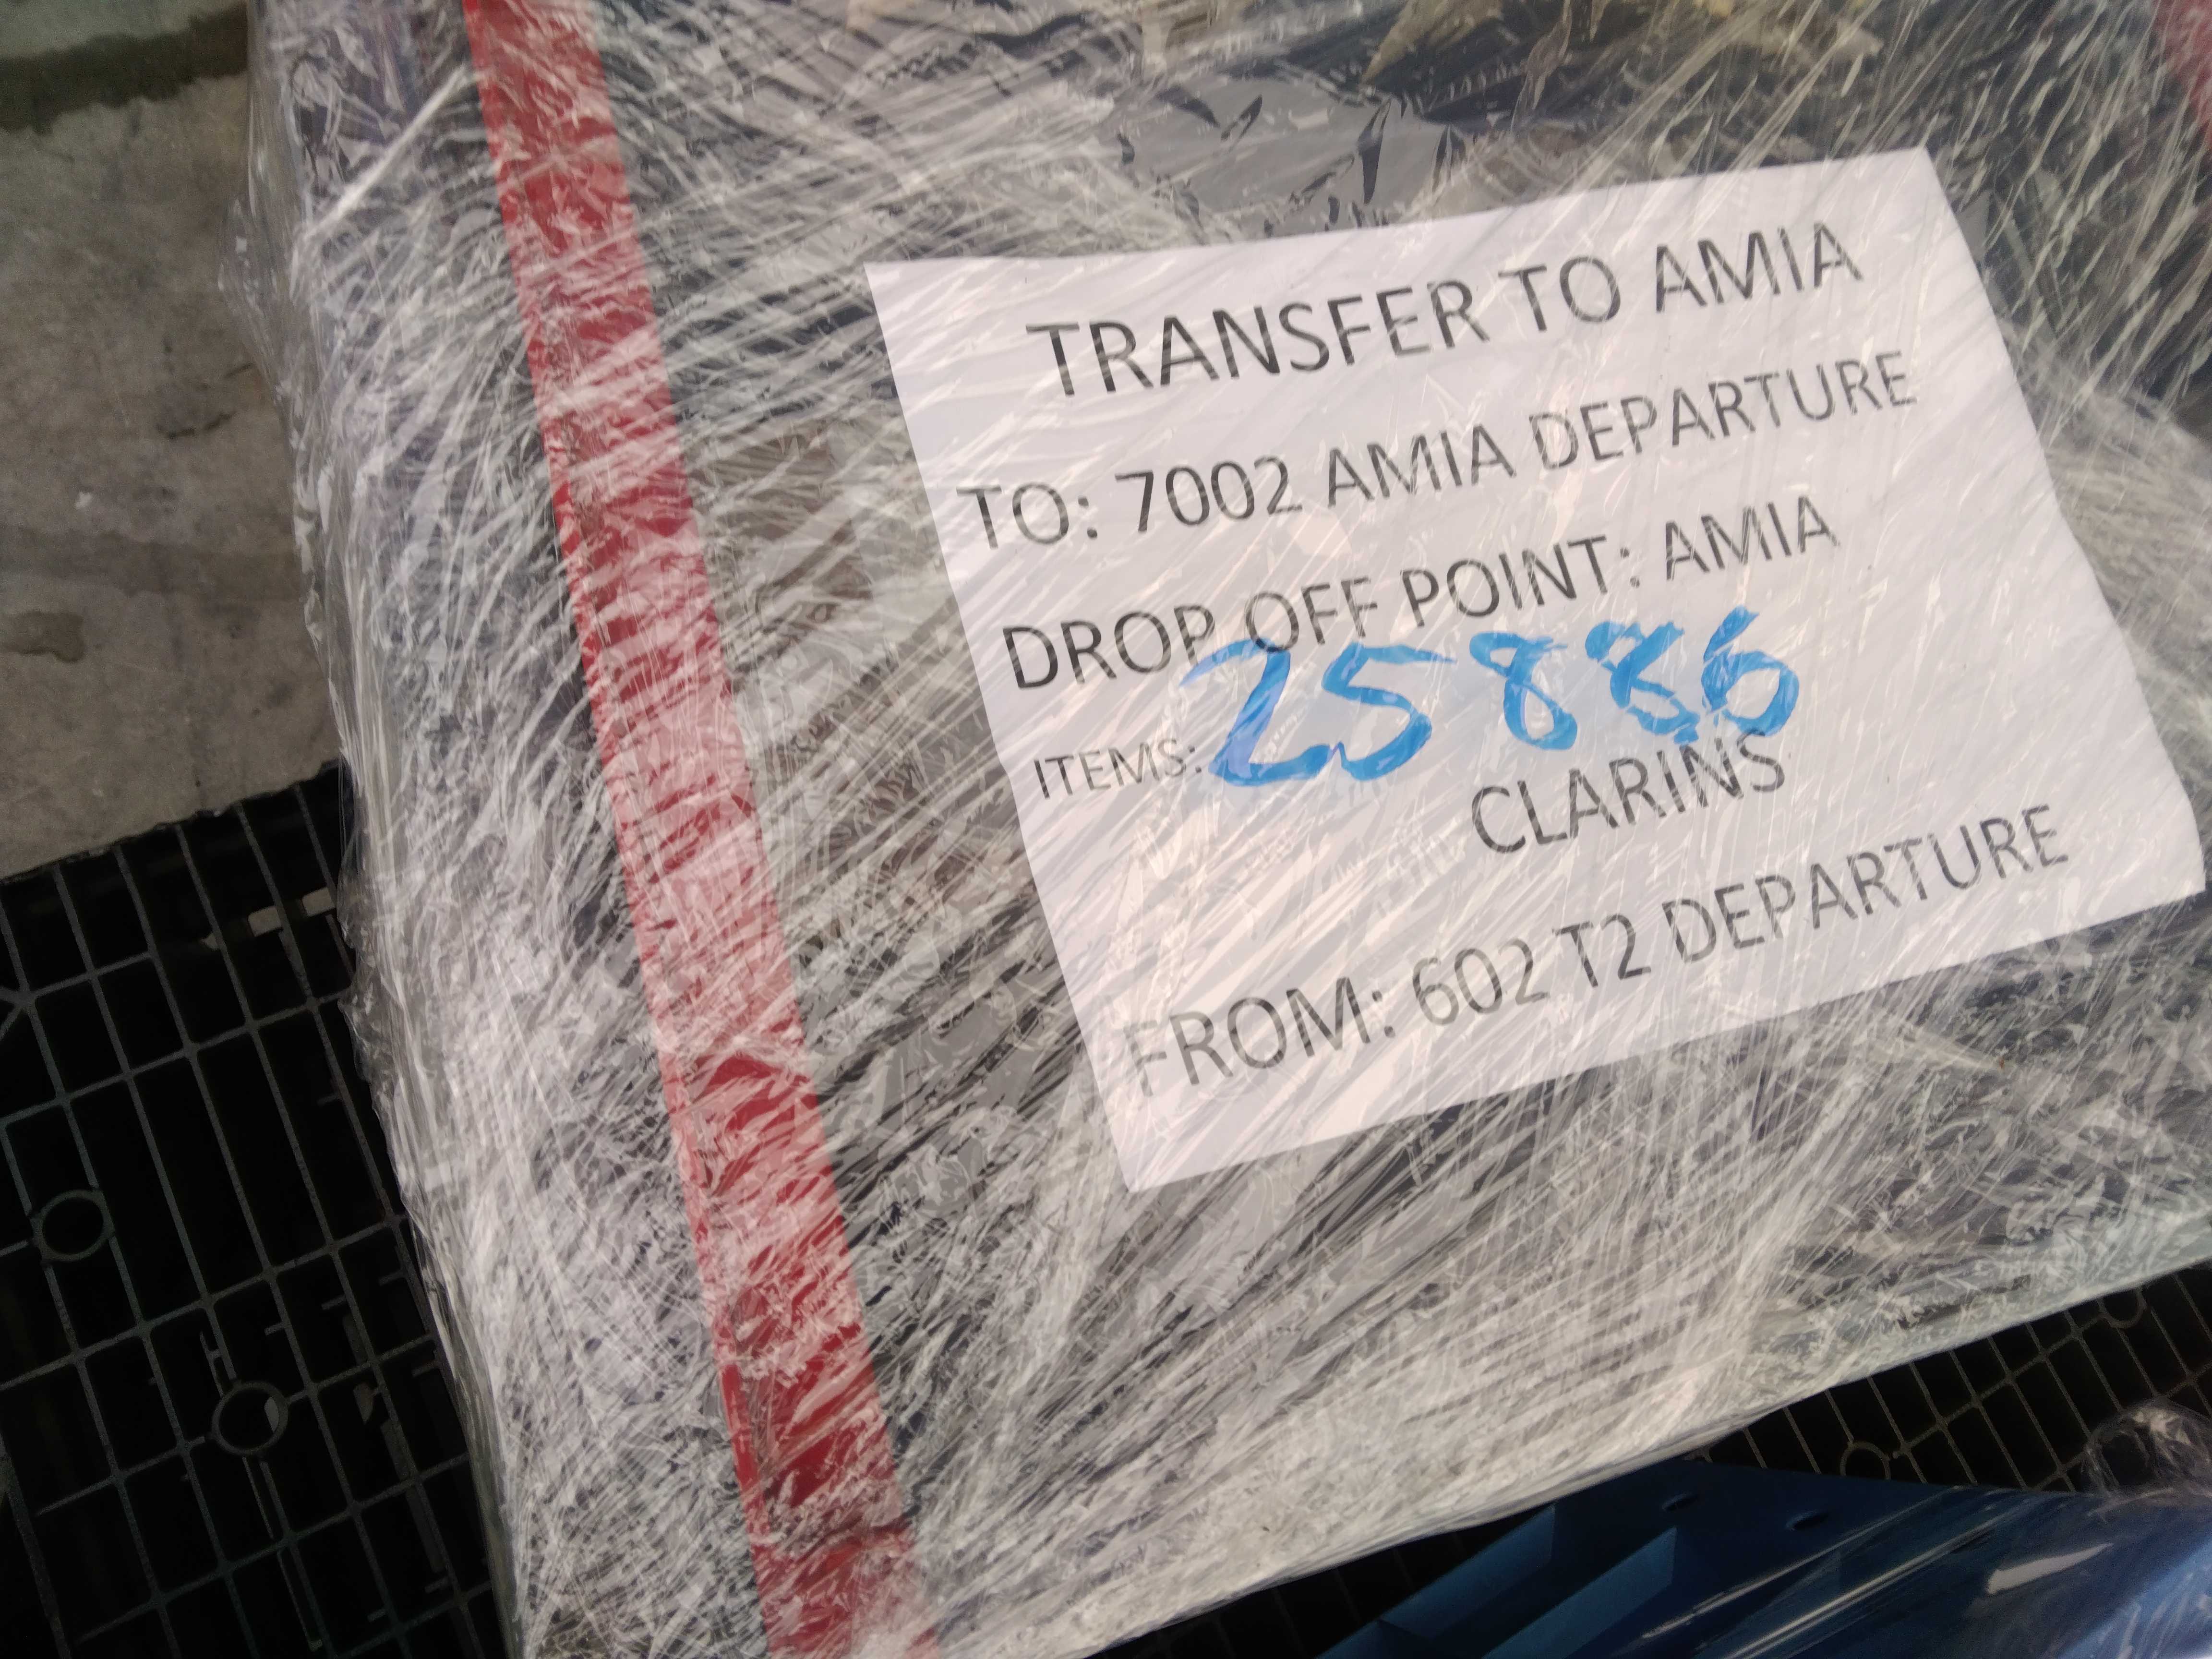 TRANSFER TO AMIA
TO: 7002 AMIA DEPARTURE
DROP OFF POINT: AMIA
25886
ITEMS:
CLARINS
FROM: 602 T2 DEPARTURE